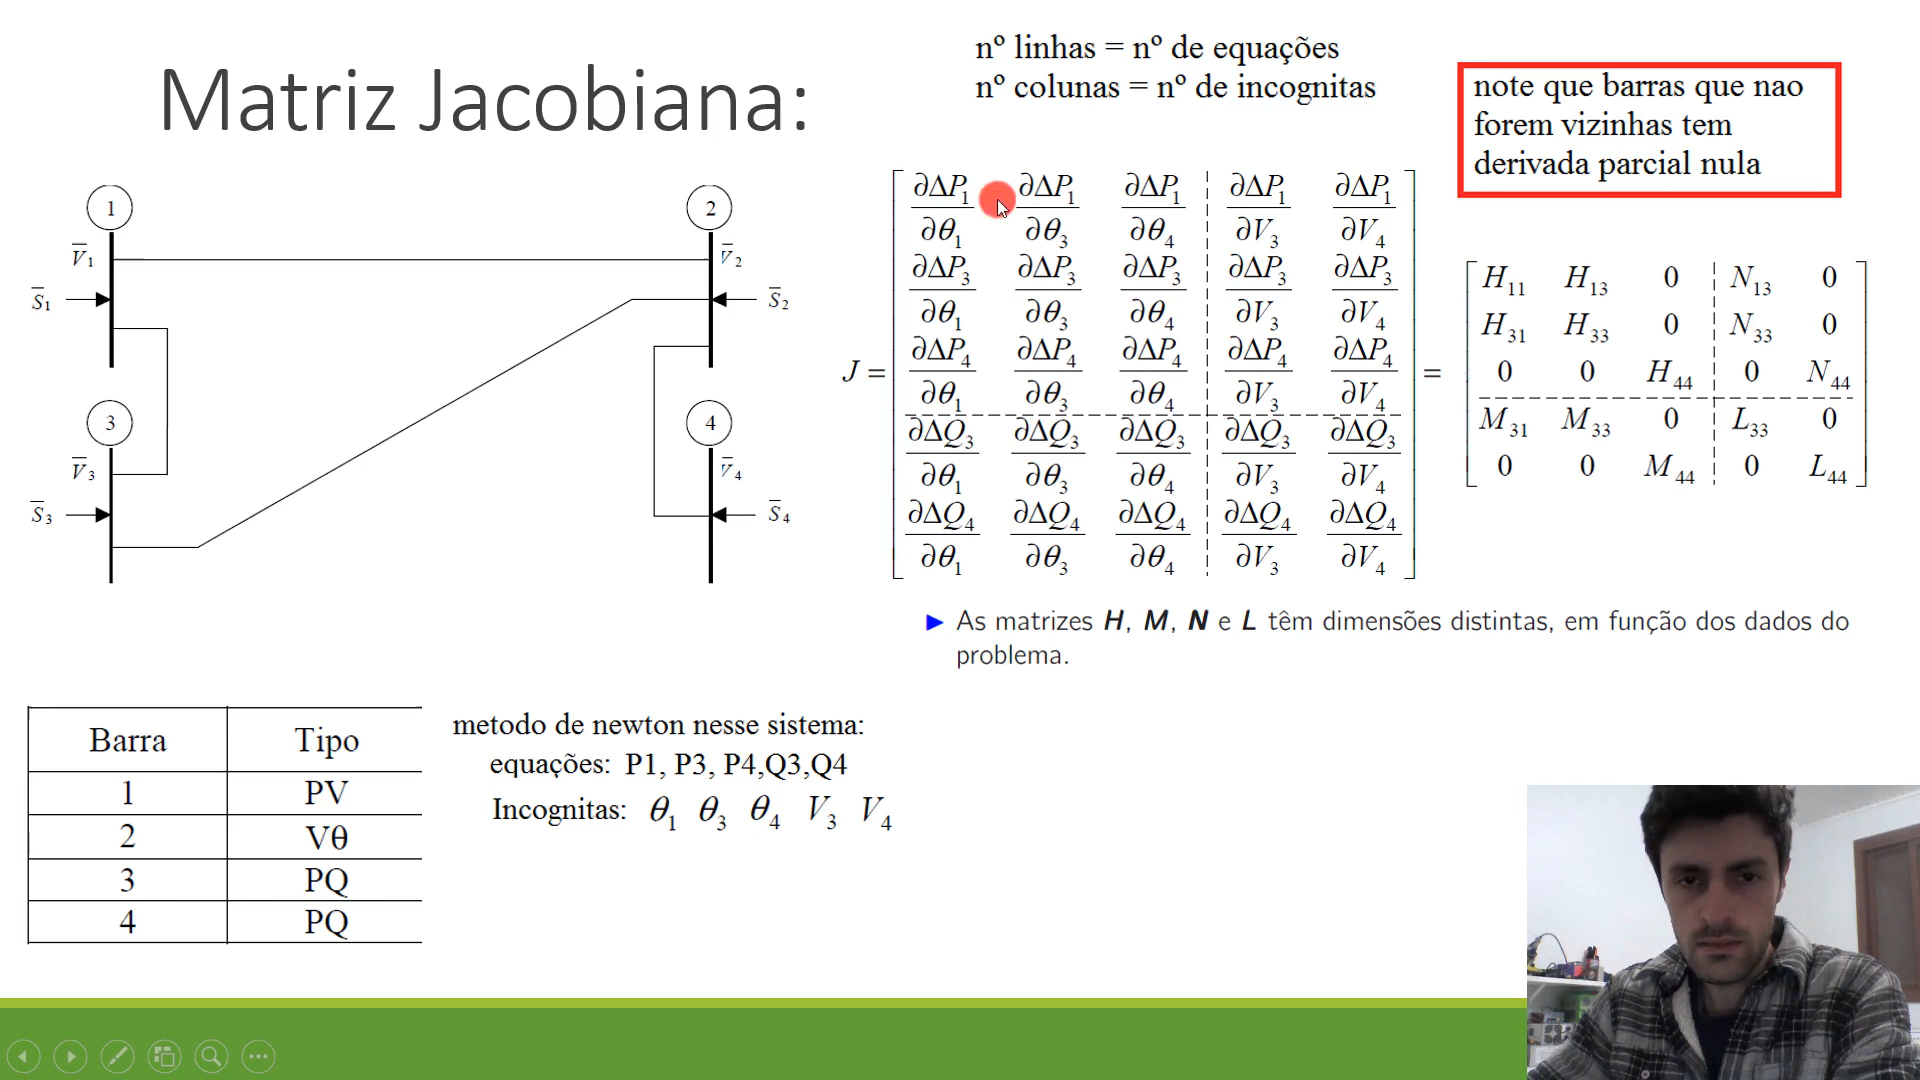 Matriz Jacobiana:
nº linhas = nº de equações
nº colunas = nº de incognitas
note que barras que nao
forem vizinhas tem
derivada parcial nula
1
2
V̅₁
V̅₂
S̅₁
S̅₂
3
4
V̅₃
V̅₄
S̅₃
S̅₄
J =
∂ΔP₁/∂θ₁ ∂ΔP₁/∂θ₃ ∂ΔP₁/∂θ₄ ∂ΔP₁/∂V₃ ∂ΔP₁/∂V₄
∂ΔP₃/∂θ₁ ∂ΔP₃/∂θ₃ ∂ΔP₃/∂θ₄ ∂ΔP₃/∂V₃ ∂ΔP₃/∂V₄
∂ΔP₄/∂θ₁ ∂ΔP₄/∂θ₃ ∂ΔP₄/∂θ₄ ∂ΔP₄/∂V₃ ∂ΔP₄/∂V₄
∂ΔQ₃/∂θ₁ ∂ΔQ₃/∂θ₃ ∂ΔQ₃/∂θ₄ ∂ΔQ₃/∂V₃ ∂ΔQ₃/∂V₄
∂ΔQ₄/∂θ₁ ∂ΔQ₄/∂θ₃ ∂ΔQ₄/∂θ₄ ∂ΔQ₄/∂V₃ ∂ΔQ₄/∂V₄
=
H₁₁ H₁₃ 0 N₁₃ 0
H₃₁ H₃₃ 0 N₃₃ 0
0 0 H₄₄ 0 N₄₄
M₃₁ M₃₃ 0 L₃₃ 0
0 0 M₄₄ 0 L₄₄
As matrizes H, M, N e L têm dimensões distintas, em função dos dados do
problema.
Barra Tipo
1 PV
2 Vθ
3 PQ
4 PQ
metodo de newton nesse sistema:
equações: P1, P3, P4,Q3,Q4
Incognitas: θ₁ θ₃ θ₄ V₃ V₄